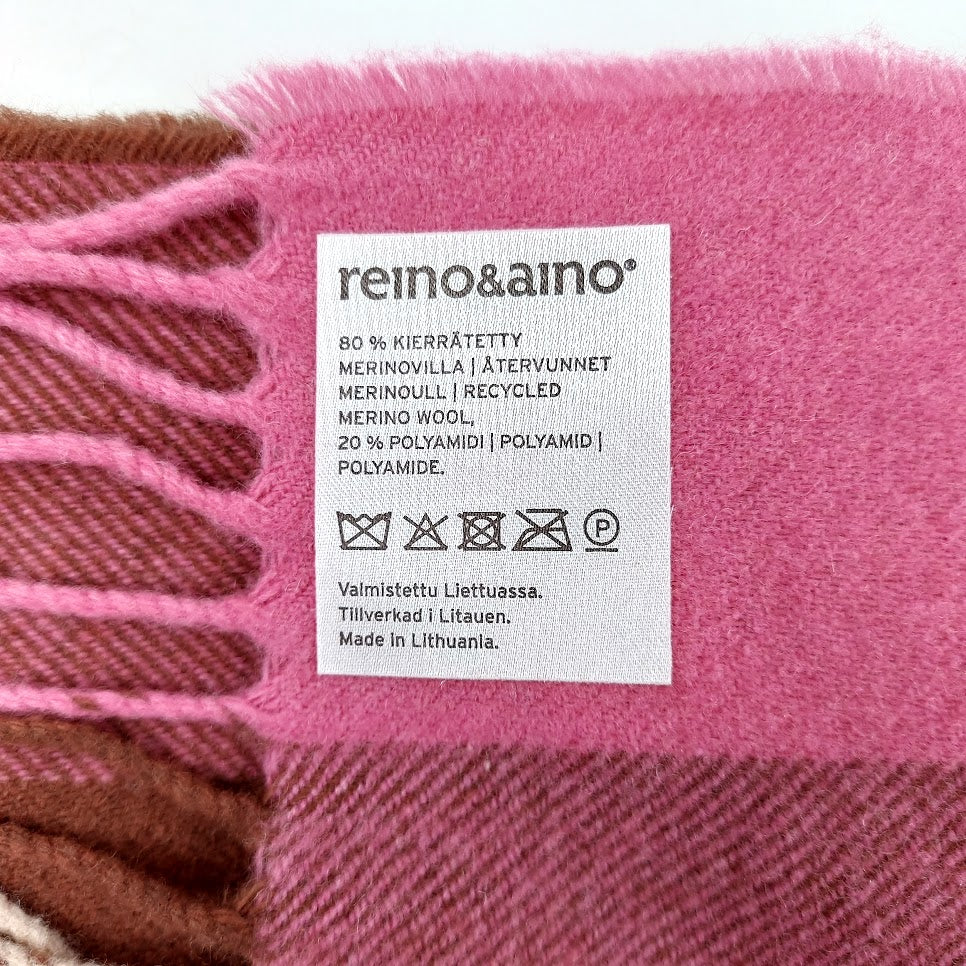 reino&aino®
80 % KIERRÄTETTY
MERINOVILLA | ÅTERVUNNET
MERINOULL | RECYCLED
MERINO WOOL,
20 % POLYAMIDI | POLYAMID |
POLYAMIDE.
P
Valmistettu Liettuassa.
Tillverkad i Litauen.
Made in Lithuania.